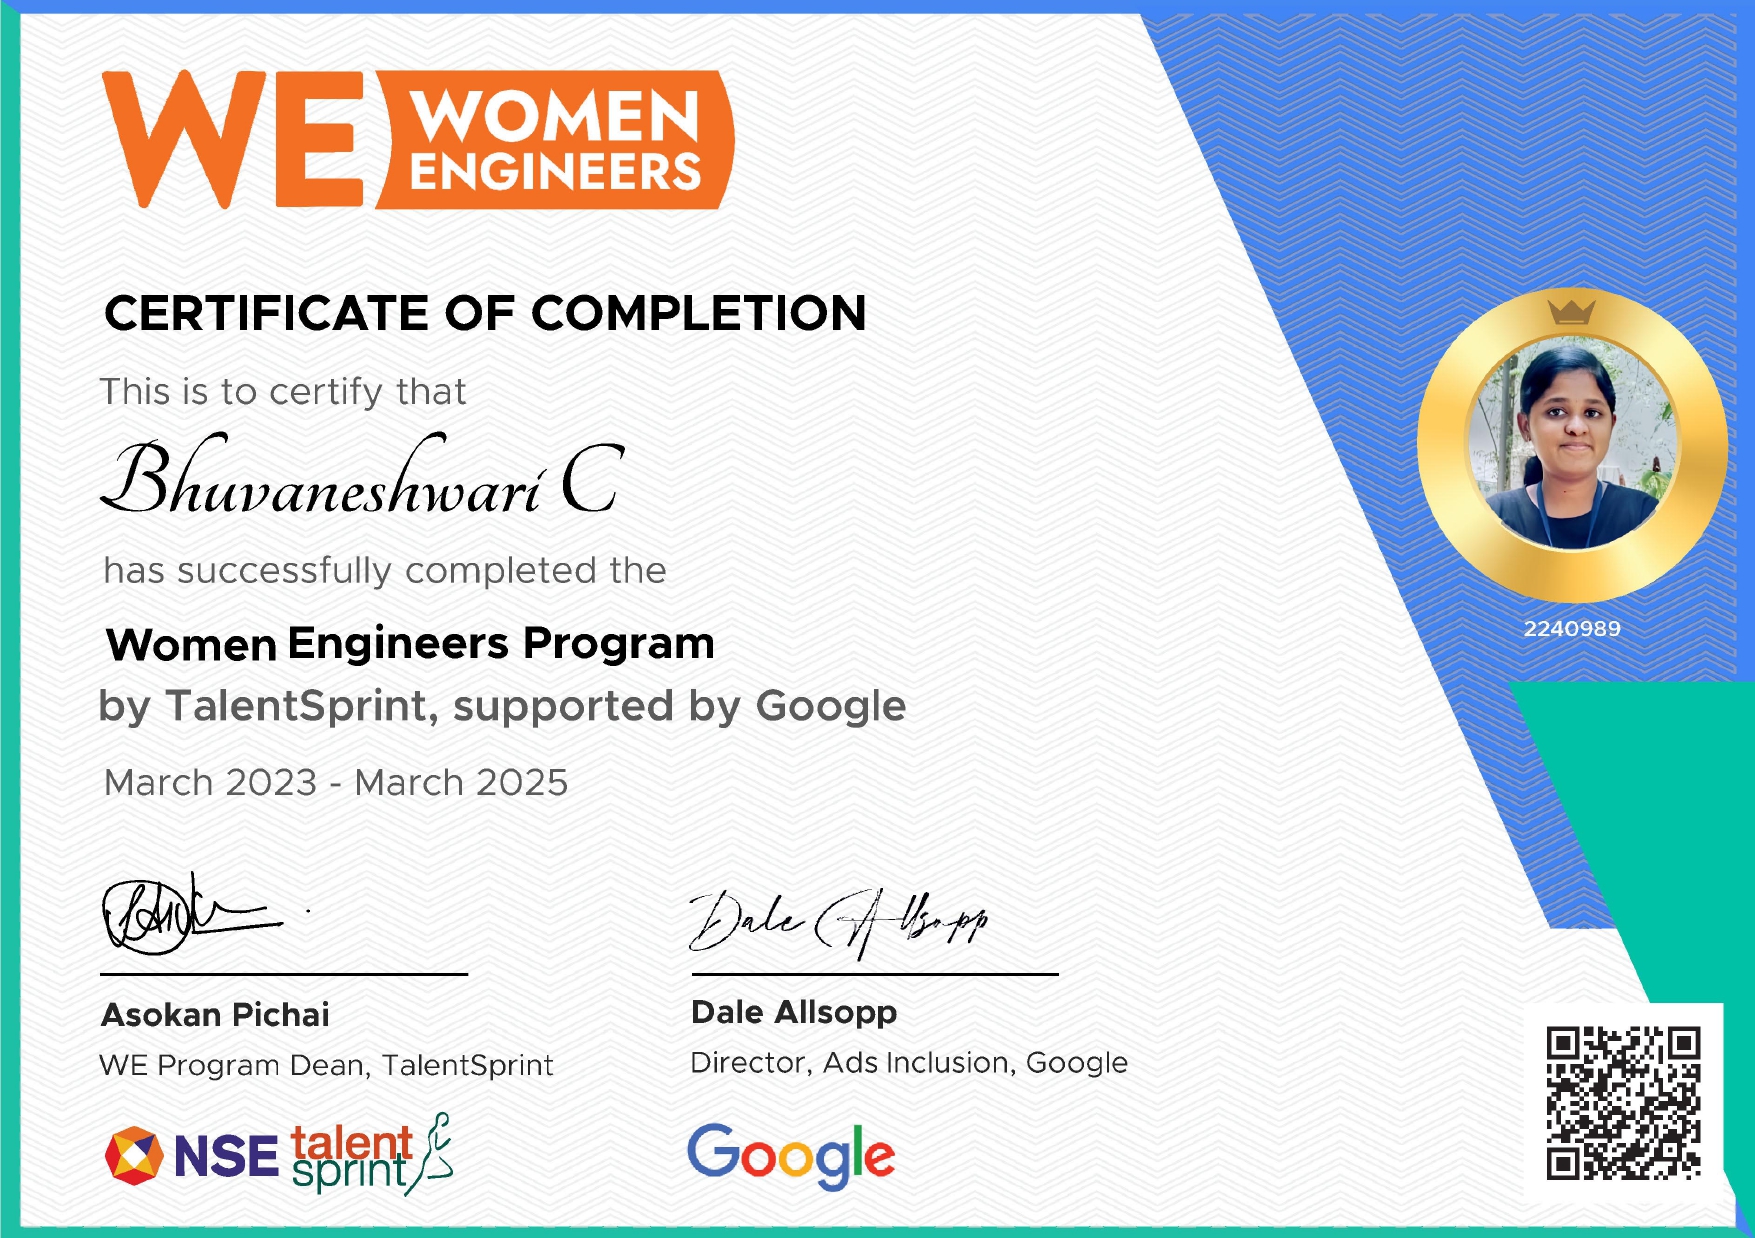 WE WOMEN
ENGINEERS
CERTIFICATE OF COMPLETION
This is to certify that
Bhuvaneshwari C
has successfully completed the
Women Engineers Program
by TalentSprint, supported by Google
March 2023 - March 2025
2240989
Dale Allsopp
Asokan Pichai
WE Program Dean, TalentSprint
Dale Allsopp
Director, Ads Inclusion, Google
NSE talent
sprint
Google